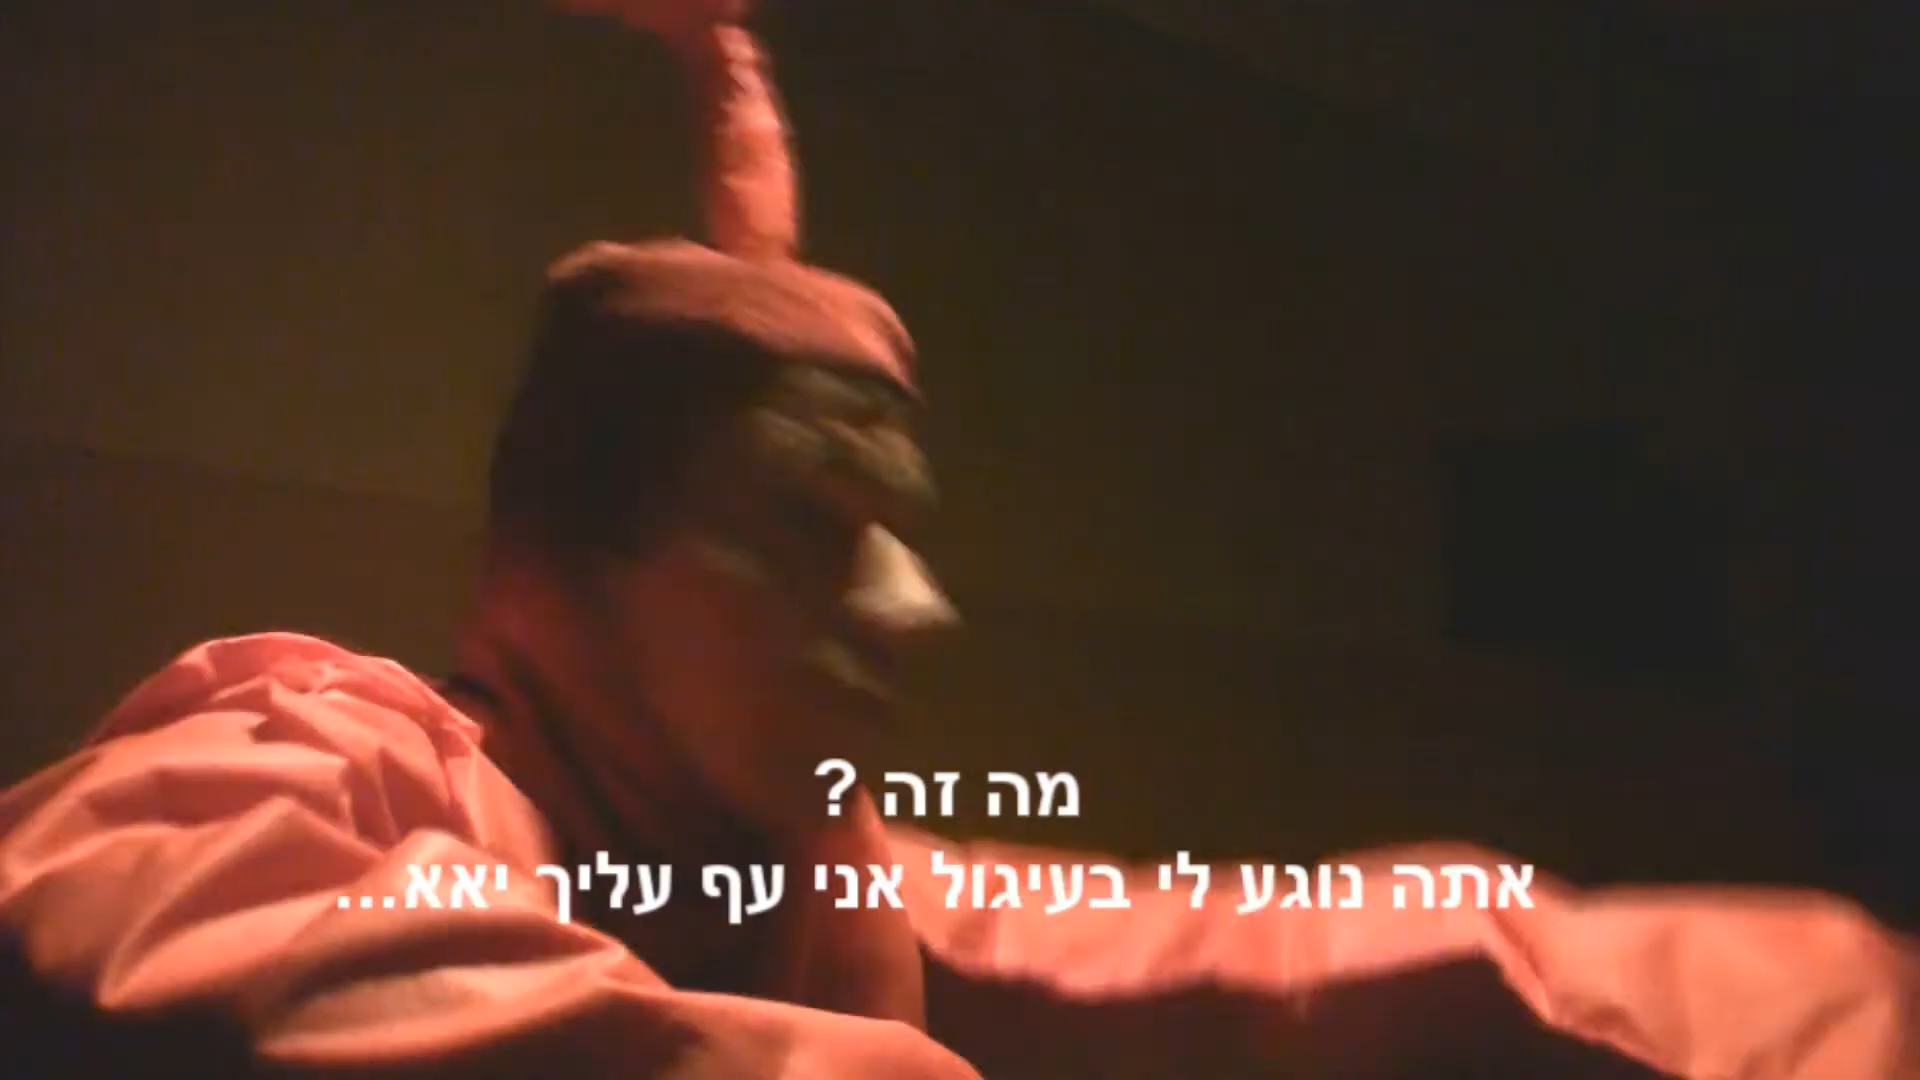 מה זה ?
אתה נוגע לי בעיגול אני עף עליך יאא...